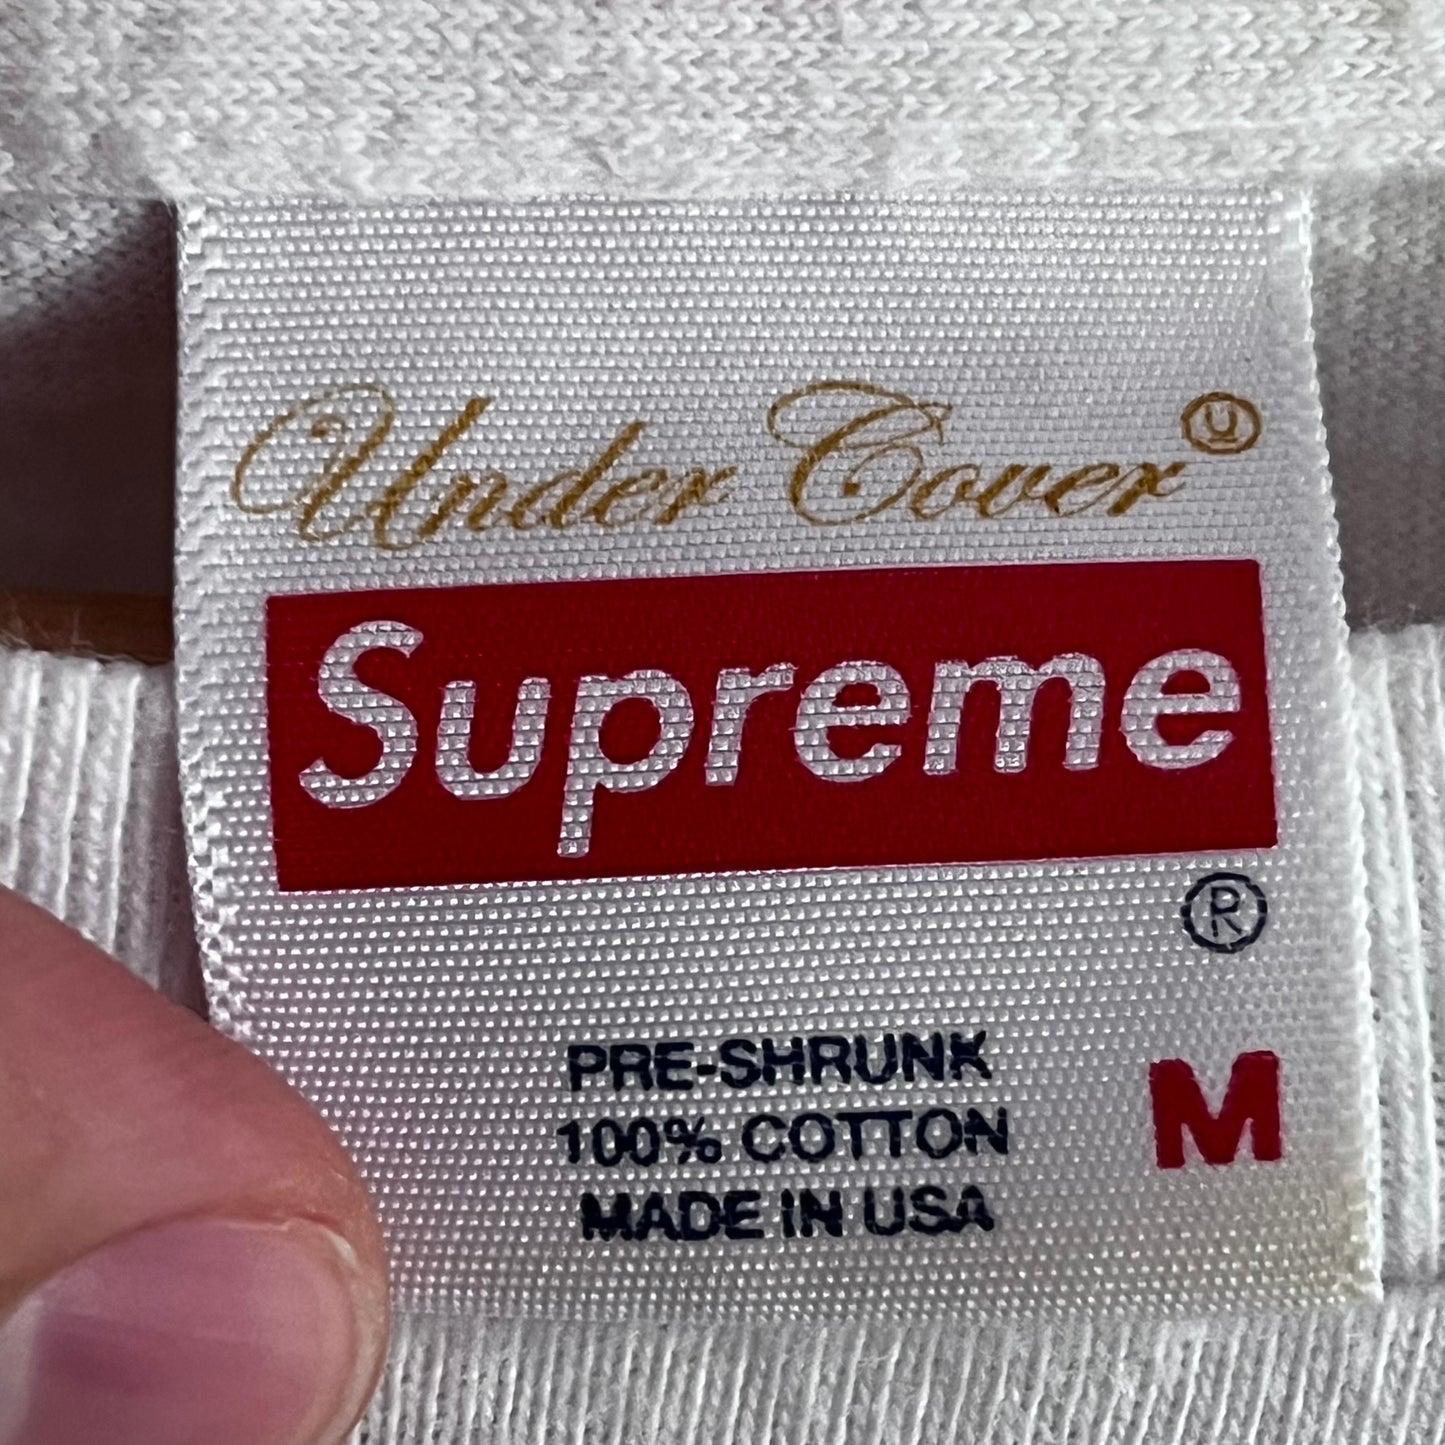 Under Cover Ⓤ
Supreme
®
PRE-SHRUNK
100% COTTON
MADE IN USA
M